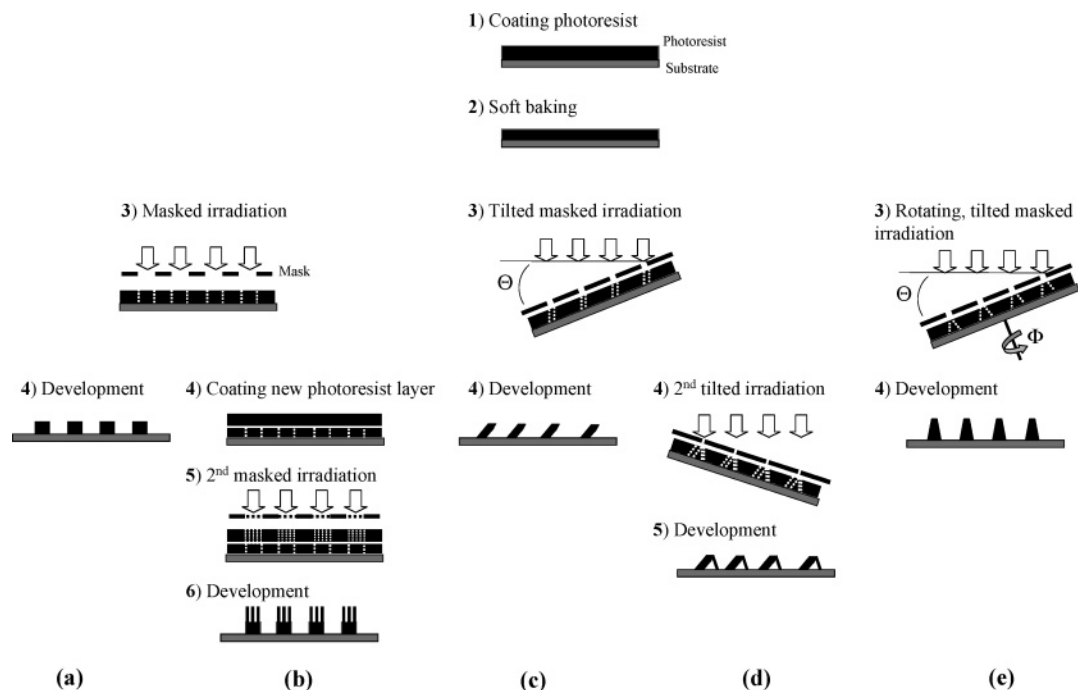 1) Coating photoresist
Photoresist
Substrate
2) Soft baking
3) Masked irradiation
Mask
3) Tilted masked irradiation
Θ
3) Rotating, tilted masked
irradiation
Θ
Φ
4) Development
4) Coating new photoresist layer
4) Development
4) 2nd tilted irradiation
4) Development
5) 2nd masked irradiation
5) Development
6) Development
(a)
(b)
(c)
(d)
(e)